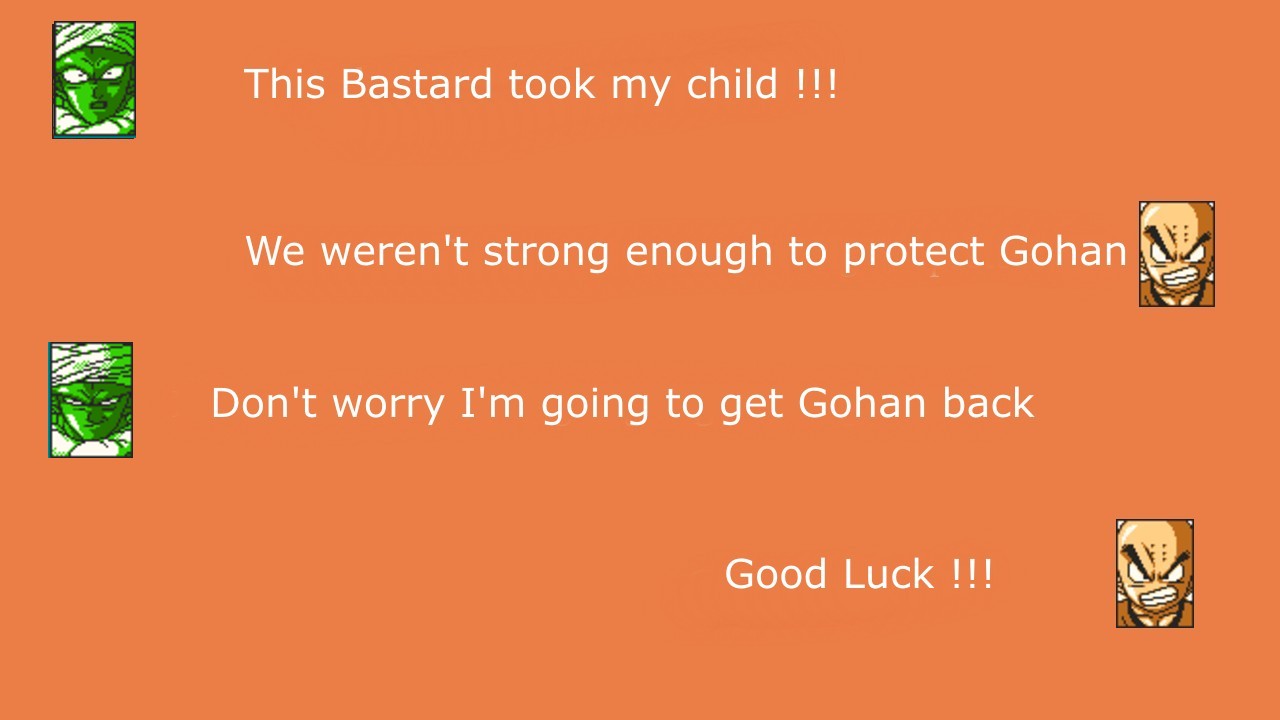 This Bastard took my child !!!
We weren't strong enough to protect Gohan
Don't worry I'm going to get Gohan back
Good Luck !!!